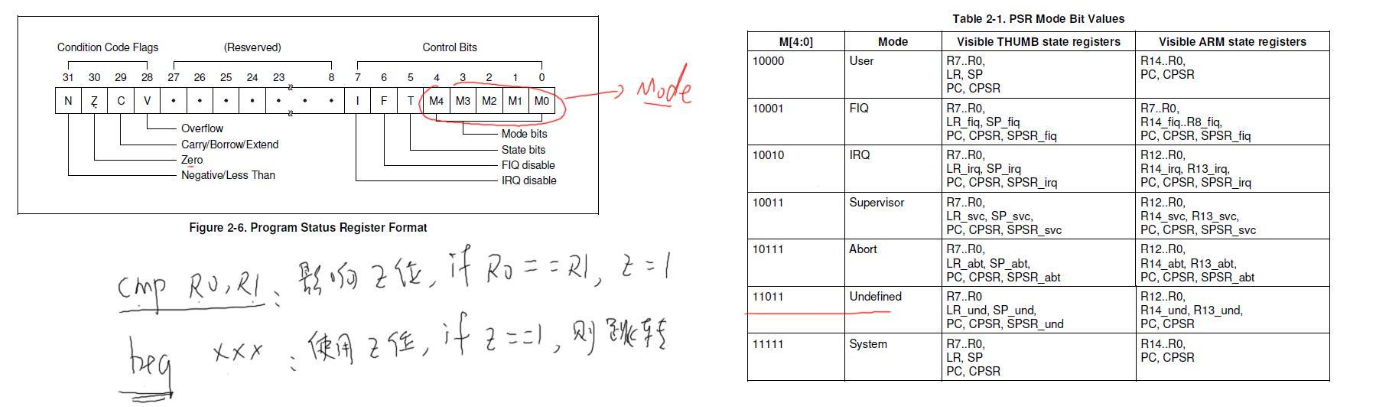 Condition Code Flags (Resverved) Control Bits
31 30 29 28 27 26 25 24 23 8 7 6 5 4 3 2 1 0
N Z C V • • • • • • • I F T M4 M3 M2 M1 M0
Mode
Overflow
Carry/Borrow/Extend
Zero
Negative/Less Than
Mode bits
State bits
FIQ disable
IRQ disable
Figure 2-6. Program Status Register Format
cmp R0,R1: 影响Z位, if R0==R1, Z=1
beq xxx: 使用Z位, if Z==1, 则跳转
Table 2-1. PSR Mode Bit Values
M[4:0] Mode Visible THUMB state registers Visible ARM state registers
10000 User R7..R0, R14..R0,
LR, SP PC, CPSR
PC, CPSR
10001 FIQ R7..R0, R7..R0,
LR_fiq, SP_fiq R14_fiq..R8_fiq,
PC, CPSR, SPSR_fiq PC, CPSR, SPSR_fiq
10010 IRQ R7..R0, R12..R0,
LR_irq, SP_irq R14_irq, R13_irq,
PC, CPSR, SPSR_irq PC, CPSR, SPSR_irq
10011 Supervisor R7..R0, R12..R0,
LR_svc, SP_svc, R14_svc, R13_svc,
PC, CPSR, SPSR_svc PC, CPSR, SPSR_svc
10111 Abort R7..R0, R12..R0,
LR_abt, SP_abt, R14_abt, R13_abt,
PC, CPSR, SPSR_abt PC, CPSR, SPSR_abt
11011 Undefined R7..R0 R12..R0,
LR_und, SP_und, R14_und, R13_und,
PC, CPSR, SPSR_und PC, CPSR
11111 System R7..R0, R14..R0,
LR, SP PC, CPSR
PC, CPSR